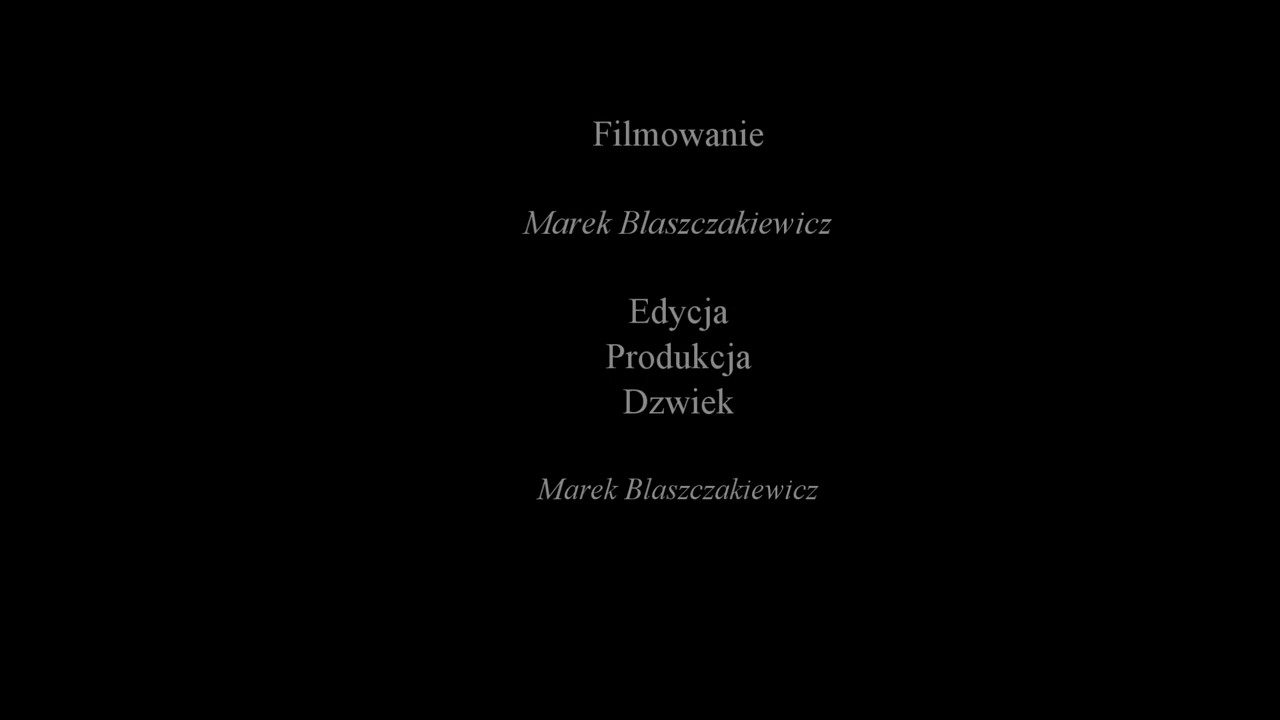 Filmowanie
Marek Blaszczakiewicz
Edycja
Produkcja
Dzwiek
Marek Blaszczakiewicz